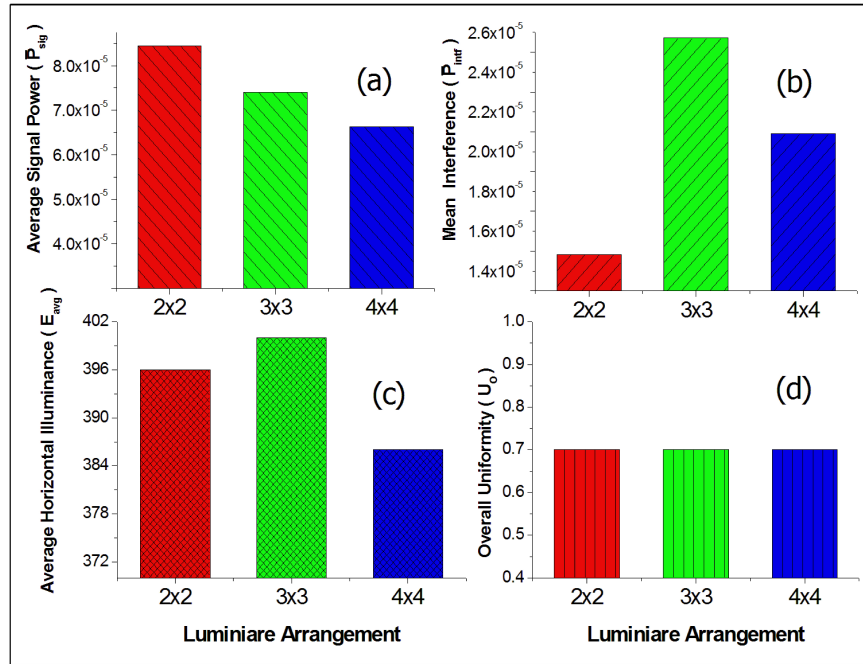 Average Signal Power ( P̄sig )
8.0x10⁻⁵
7.0x10⁻⁵
6.0x10⁻⁵
5.0x10⁻⁵
4.0x10⁻⁵
(a)
2x2 3x3 4x4
Mean Interference ( P̄intf )
2.6x10⁻⁵
2.4x10⁻⁵
2.2x10⁻⁵
2.0x10⁻⁵
1.8x10⁻⁵
1.6x10⁻⁵
1.4x10⁻⁵
(b)
2x2 3x3 4x4
Average Horizontal Illuminance ( Eavg )
402
396
390
384
378
372
(c)
2x2 3x3 4x4
Luminiare Arrangement
Overall Uniformity ( Uo )
1.0
0.9
0.8
0.7
0.6
0.5
0.4
(d)
2x2 3x3 4x4
Luminiare Arrangement